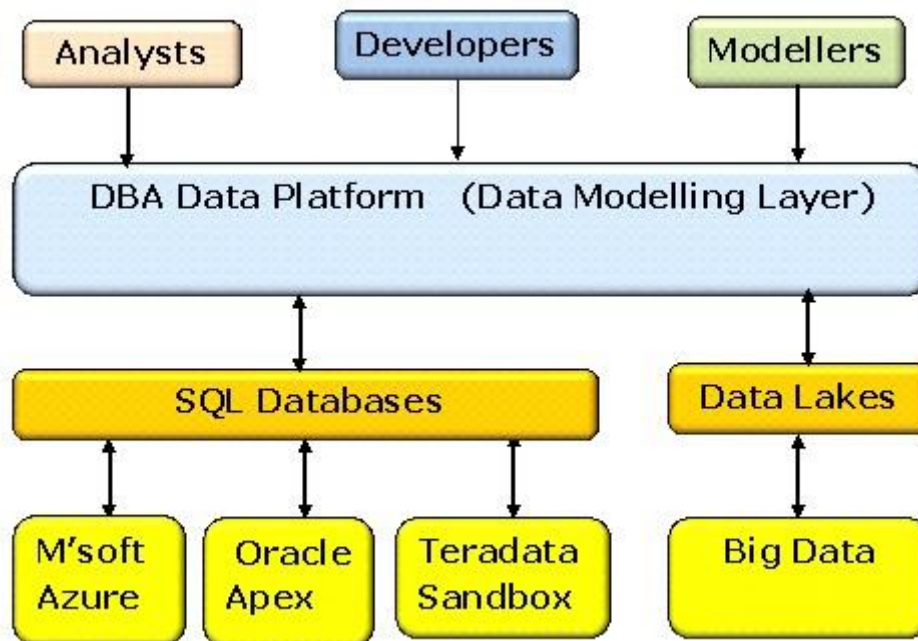 Analysts
Developers
Modellers
DBA Data Platform (Data Modelling Layer)
SQL Databases
Data Lakes
M'soft
Azure
Oracle
Apex
Teradata
Sandbox
Big Data